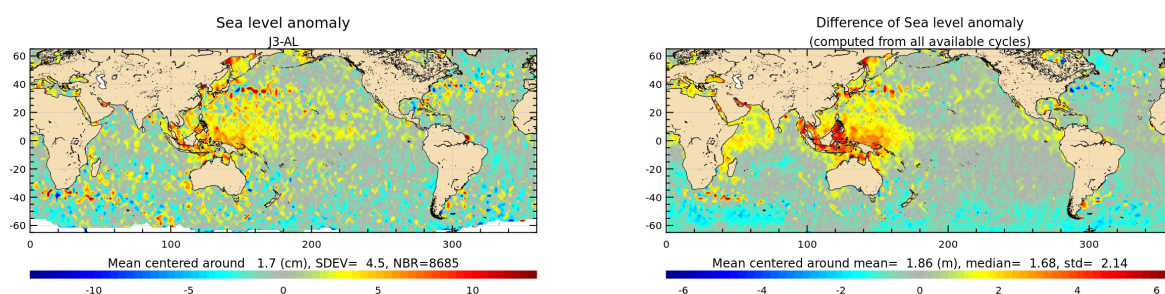 Sea level anomaly
J3-AL
60
40
20
0
-20
-40
-60
0 100 200 300
Mean centered around 1.7 (cm), SDEV= 4.5, NBR=8685
-10 -5 0 5 10
Difference of Sea level anomaly
(computed from all available cycles)
60
40
20
0
-20
-40
-60
0 100 200 300
Mean centered around mean= 1.86 (m), median= 1.68, std= 2.14
-6 -4 -2 0 2 4 6